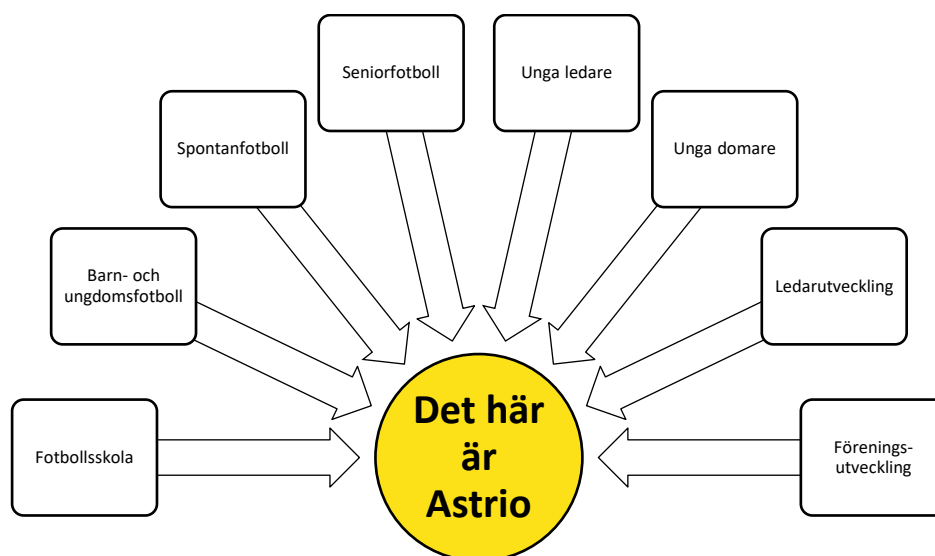 Seniorfotboll
Unga ledare
Spontanfotboll
Unga domare
Barn- och
ungdomsfotboll
Ledarutveckling
Fotbollsskola
Förenings-
utveckling
Det här
är
Astrio